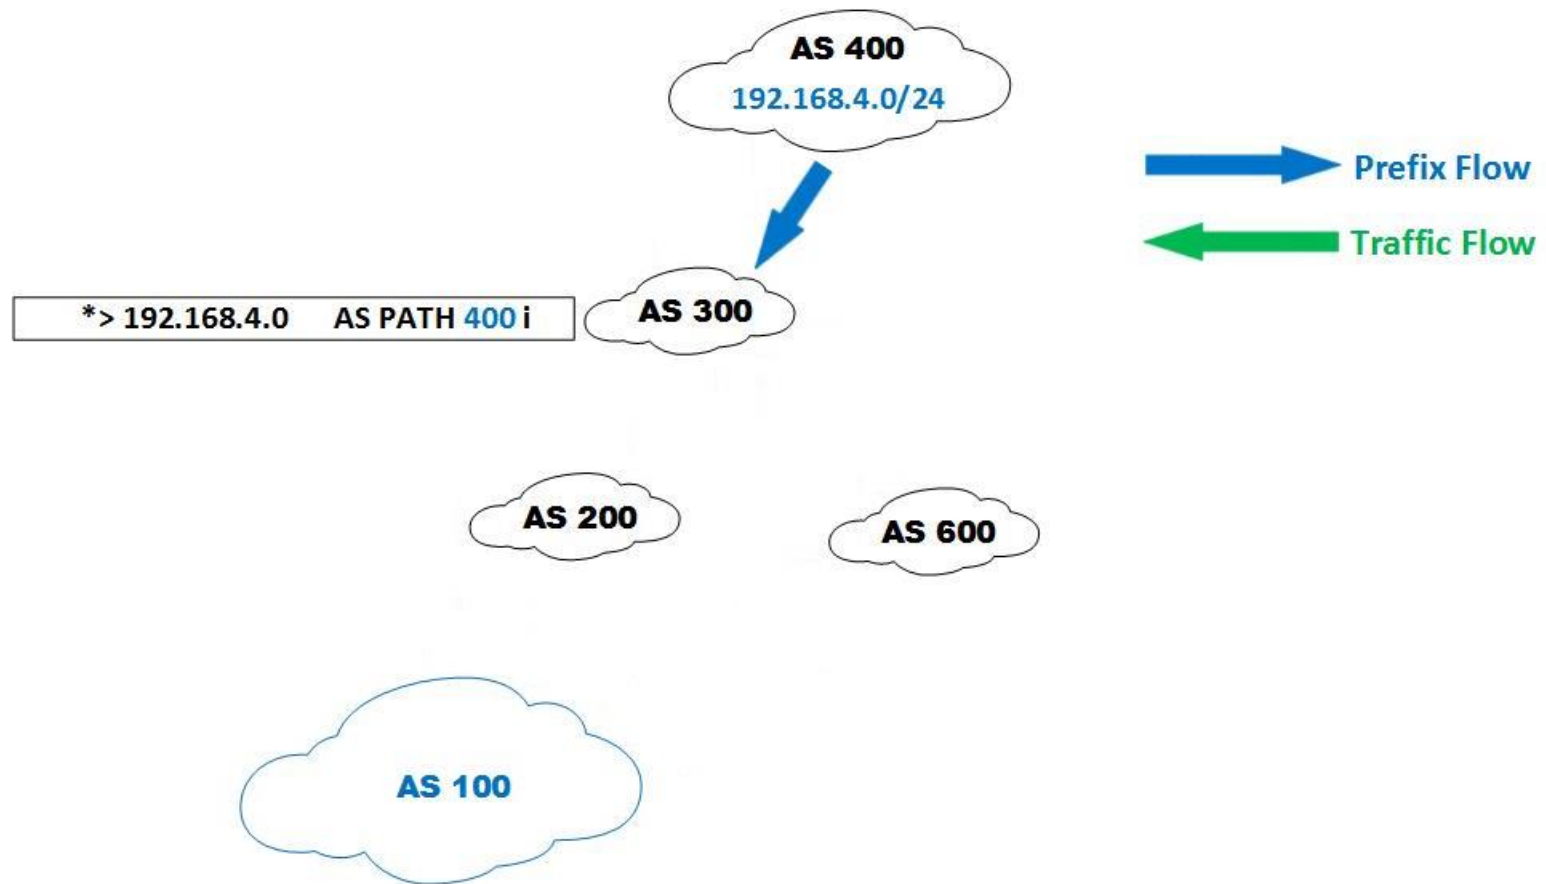 AS 400
192.168.4.0/24
Prefix Flow
Traffic Flow
*> 192.168.4.0 AS PATH 400 i
AS 300
AS 200
AS 600
AS 100